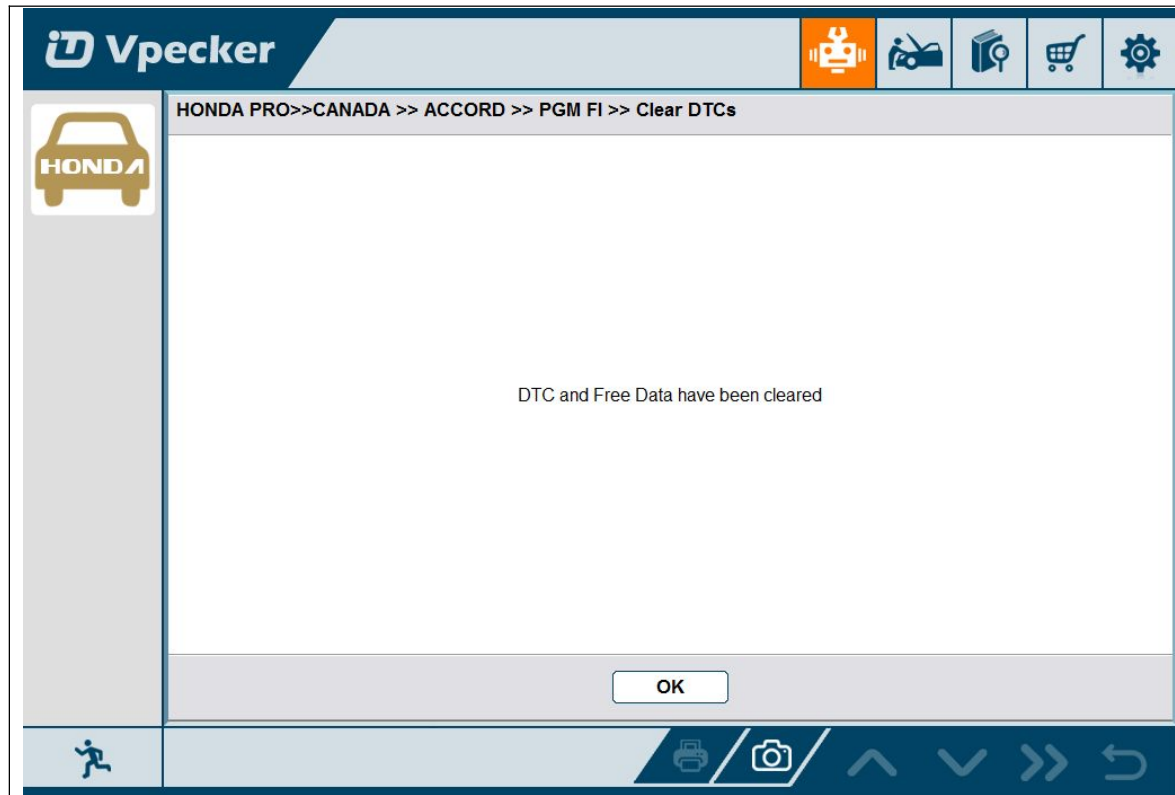 Vpecker
HONDA PRO>>CANADA >> ACCORD >> PGM FI >> Clear DTCs
HONDA
DTC and Free Data have been cleared
OK